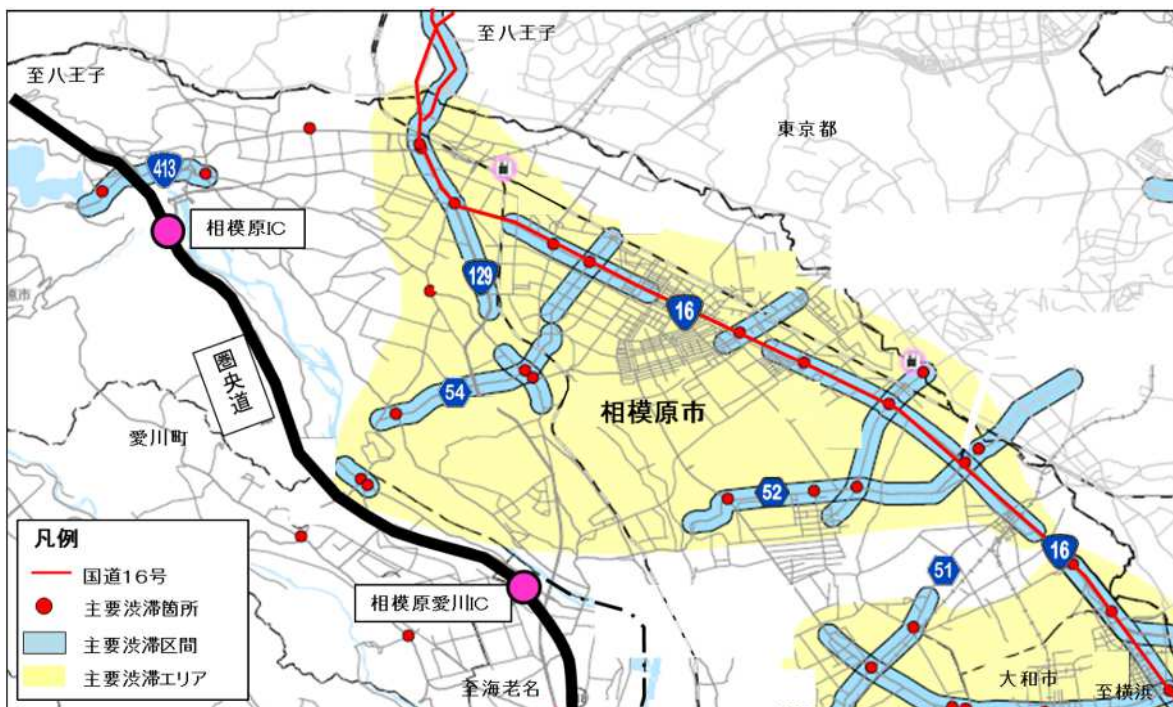 至八王子
至八王子
東京都
413
相模原IC
129
16
圏央道
54
相模原市
愛川町
52
16
51
相模原愛川IC
至海老名
大和市
至横浜
凡例
国道16号
主要渋滞箇所
主要渋滞区間
主要渋滞エリア